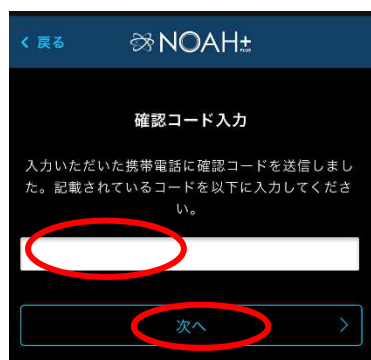 戻る NOAH+ PLUS
確認コード入力
入力いただいた携帯電話に確認コードを送信しまし
た。記載されているコードを以下に入力してくださ
い。
次へ